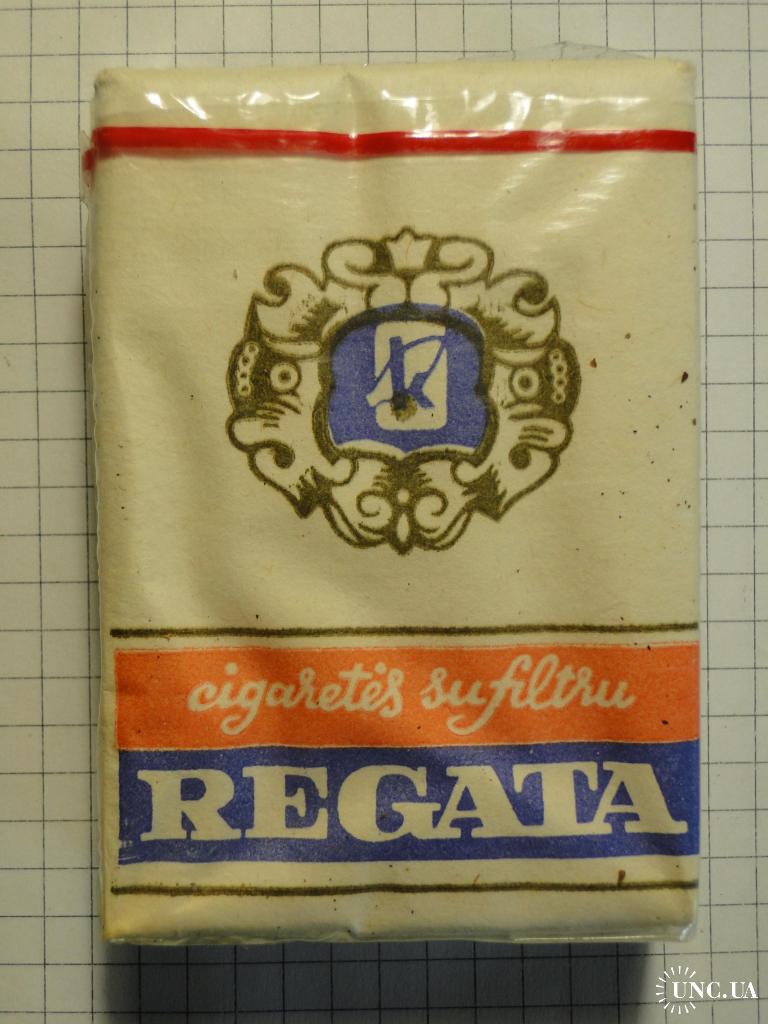 K
cigaretės su filtru
REGATA
UNC.UA